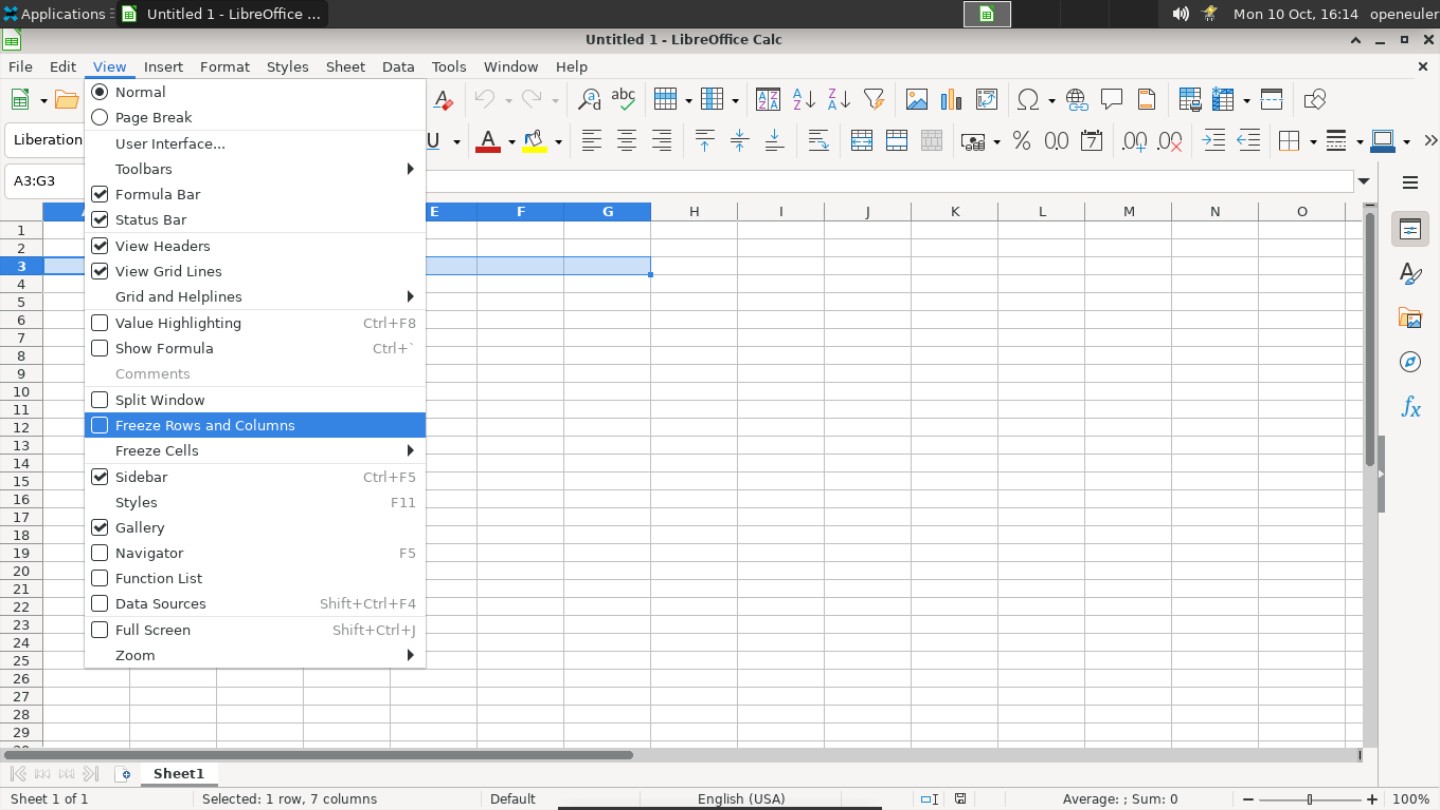 Applications
Untitled 1 - LibreOffice ...
Mon 10 Oct, 16:14
openeuler
Untitled 1 - LibreOffice Calc
File Edit View Insert Format Styles Sheet Data Tools Window Help
Liberation
A3:G3
Normal
Page Break
User Interface...
Toolbars
Formula Bar
Status Bar
View Headers
View Grid Lines
Grid and Helplines
Value Highlighting Ctrl+F8
Show Formula Ctrl+`
Comments
Split Window
Freeze Rows and Columns
Freeze Cells
Sidebar Ctrl+F5
Styles F11
Gallery
Navigator F5
Function List
Data Sources Shift+Ctrl+F4
Full Screen Shift+Ctrl+J
Zoom
E F G H I J K L M N O
1
2
3
4
5
6
7
8
9
10
11
12
13
14
15
16
17
18
19
20
21
22
23
24
25
26
27
28
29
Sheet1
Sheet 1 of 1
Selected: 1 row, 7 columns
Default
English (USA)
Average: ; Sum: 0
100%